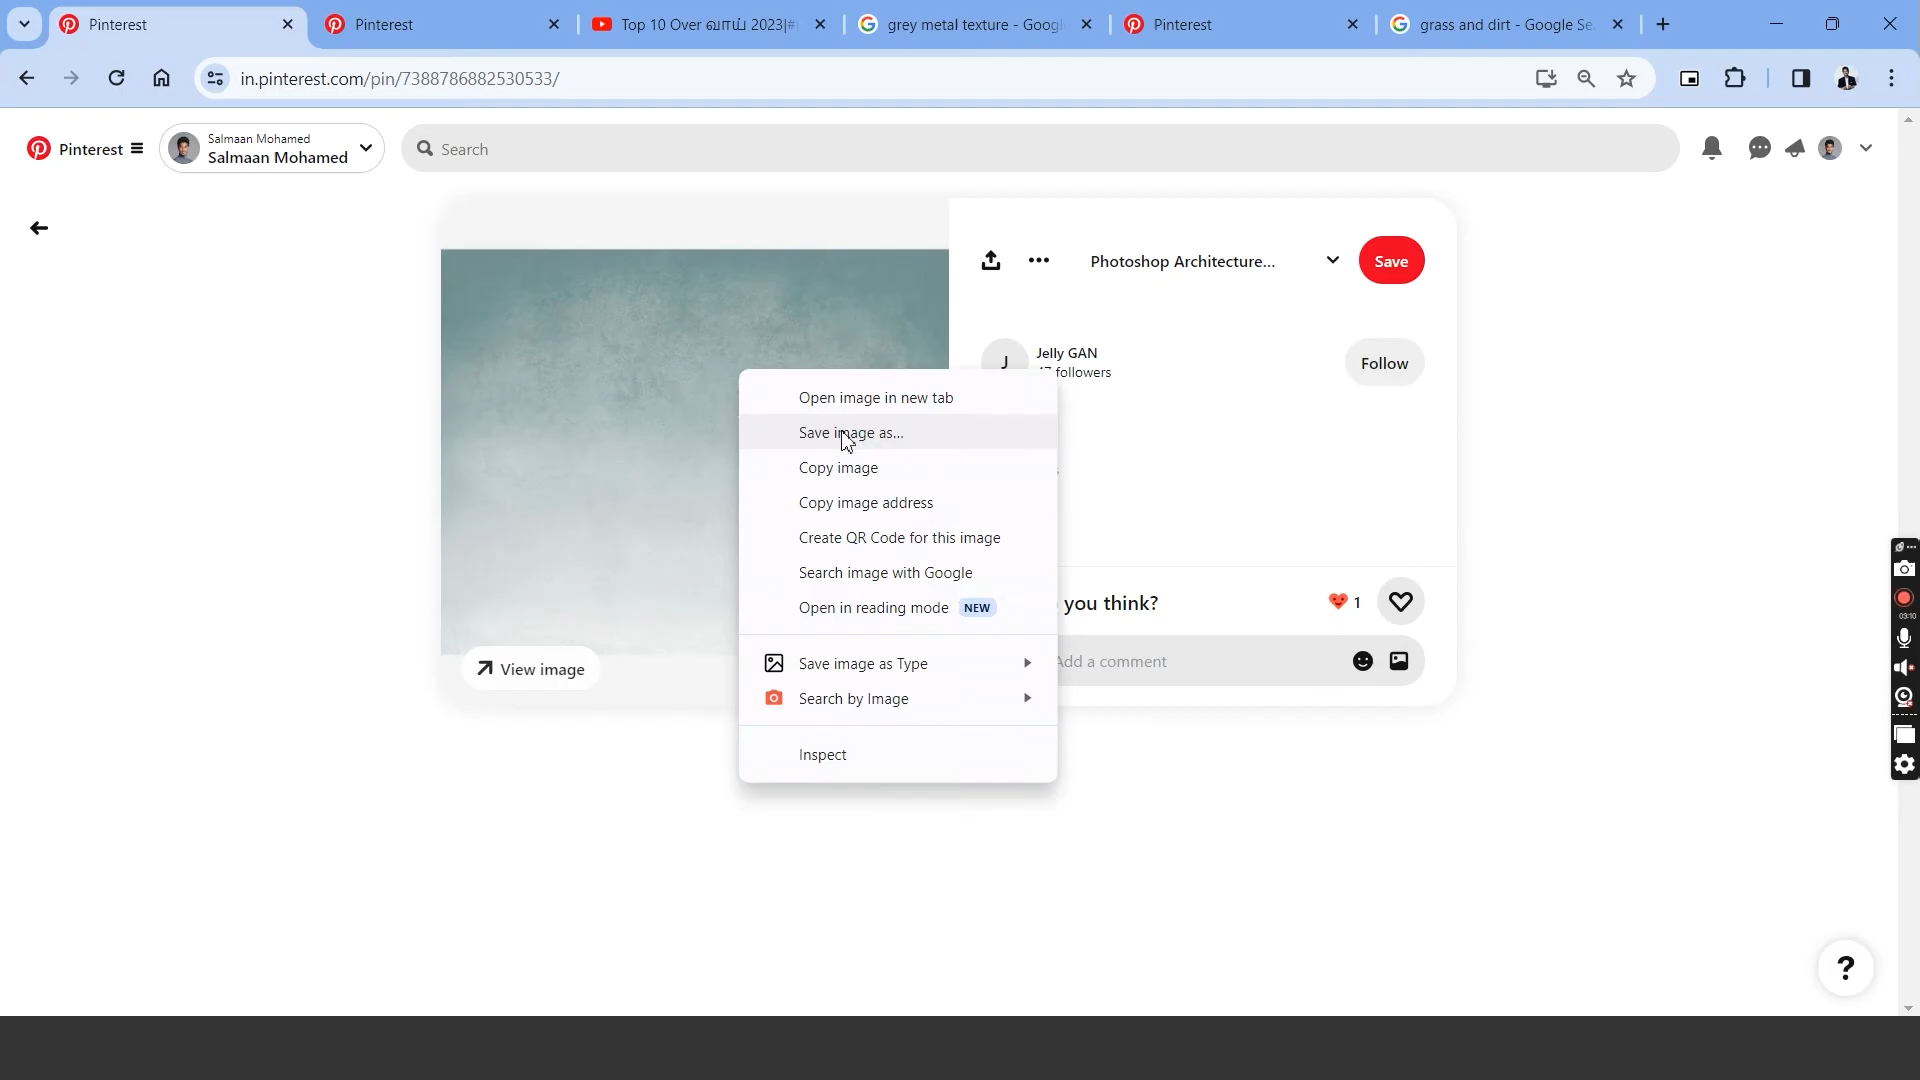 Pinterest
Pinterest
Top 10 Over வாய் 2023|#
grey metal texture - Googl
Pinterest
grass and dirt - Google Se
in.pinterest.com/pin/7388786882530533/
Pinterest
Salmaan Mohamed
Salmaan Mohamed
Search
Photoshop Architecture...
Save
J
Jelly GAN
followers
Follow
Open image in new tab
Save image as...
Copy image
Copy image address
Create QR Code for this image
Search image with Google
Open in reading mode NEW
Save image as Type
Search by Image
Inspect
you think?
1
Add a comment
View image
03:10
?